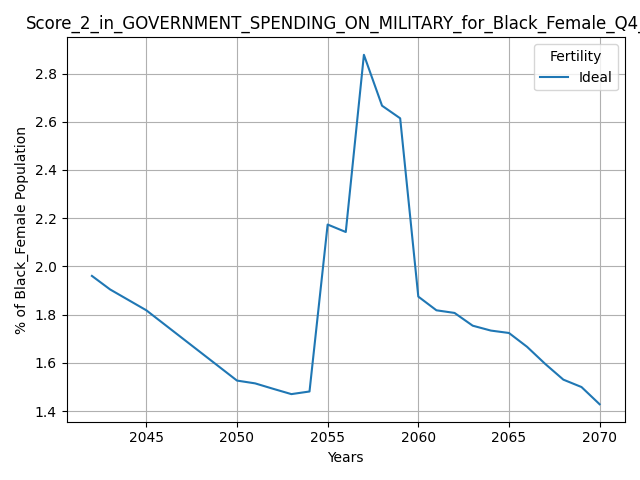 Score_2_in_GOVERNMENT_SPENDING_ON_MILITARY_for_Black_Female_Q4_
Fertility
Ideal
% of Black_Female Population
2.8
2.6
2.4
2.2
2.0
1.8
1.6
1.4
2045 2050 2055 2060 2065 2070
Years